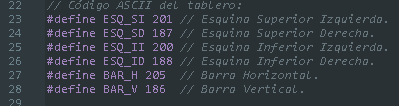 22 // Código ASCII del tablero:
23 #define ESQ_SI 201 // Esquina Superior Izquierda.
24 #define ESQ_SD 187 // Esquina Superior Derecha.
25 #define ESQ_II 200 // Esquina Inferior Izquierda.
26 #define ESQ_ID 188 // Esquina Inferior Derecha.
27 #define BAR_H 205 // Barra Horizontal.
28 #define BAR_V 186 // Barra Vertical.
29